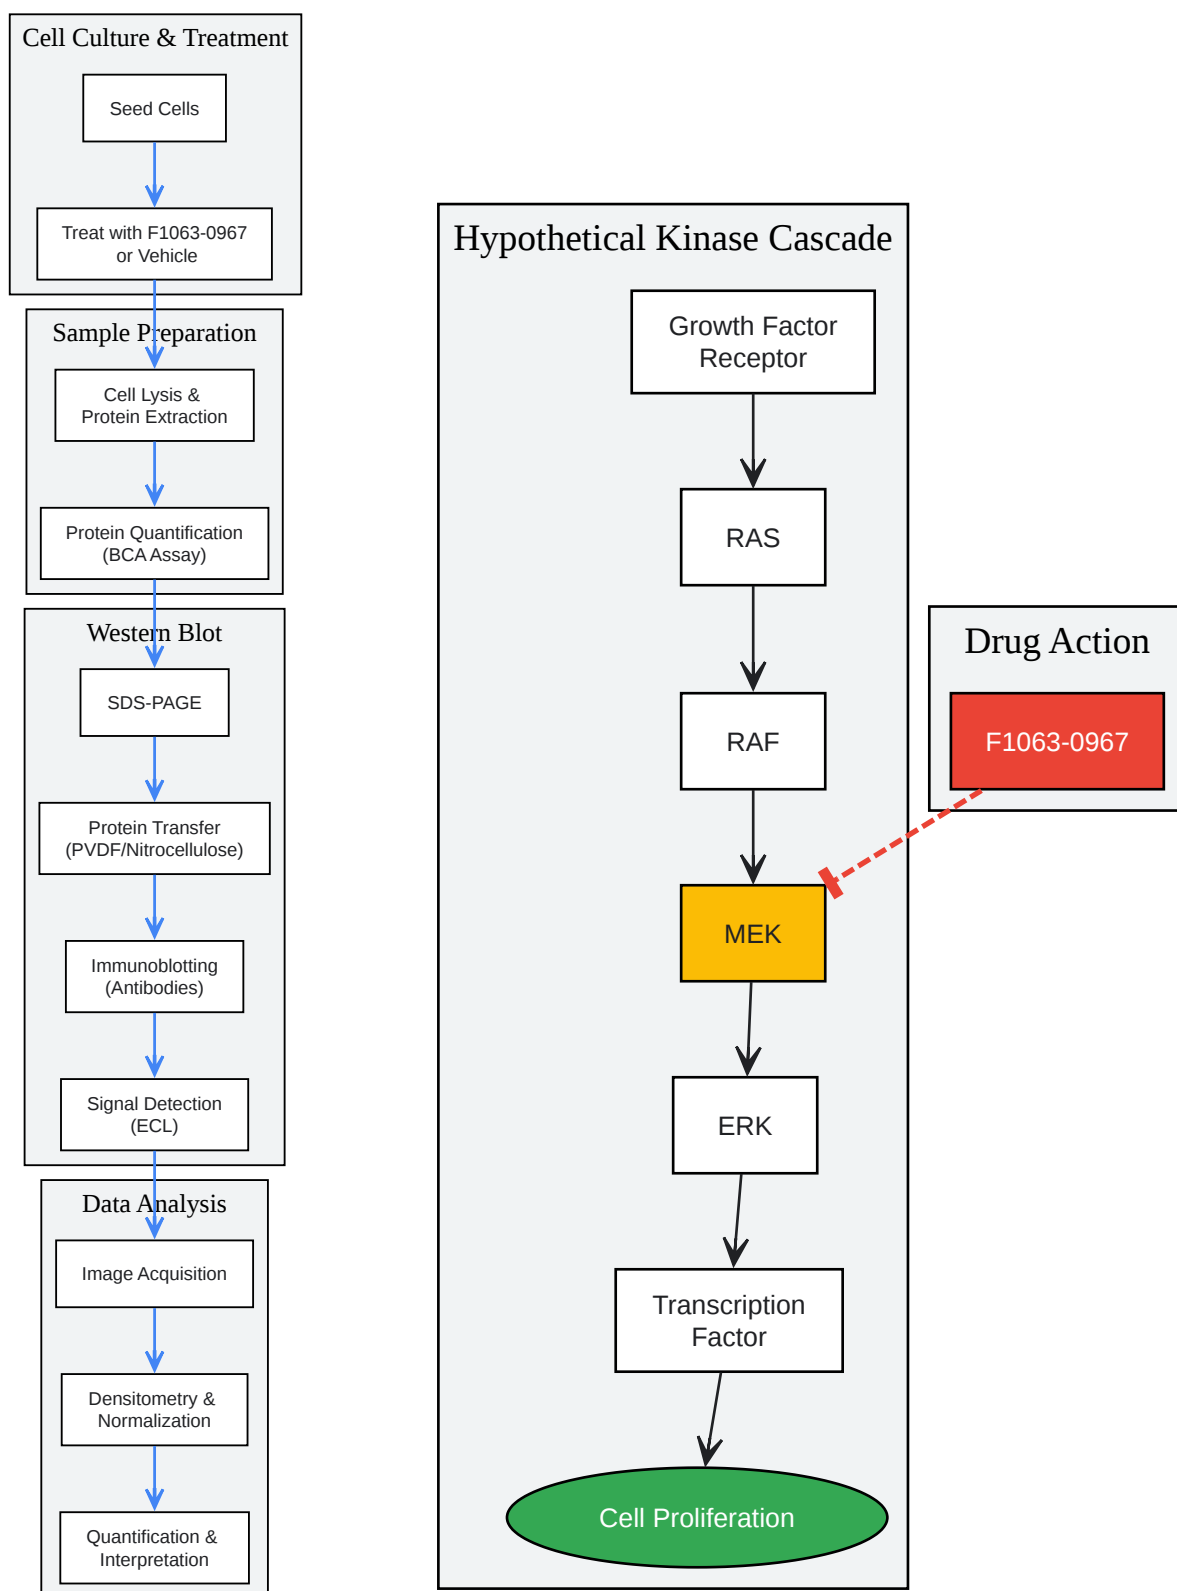 Cell Culture & Treatment
Seed Cells
Treat with F1063-0967
or Vehicle
Sample Preparation
Cell Lysis &
Protein Extraction
Protein Quantification
(BCA Assay)
Western Blot
SDS-PAGE
Protein Transfer
(PVDF/Nitrocellulose)
Immunoblotting
(Antibodies)
Signal Detection
(ECL)
Data Analysis
Image Acquisition
Densitometry &
Normalization
Quantification &
Interpretation
Hypothetical Kinase Cascade
Growth Factor
Receptor
RAS
RAF
MEK
ERK
Transcription
Factor
Cell Proliferation
Drug Action
F1063-0967